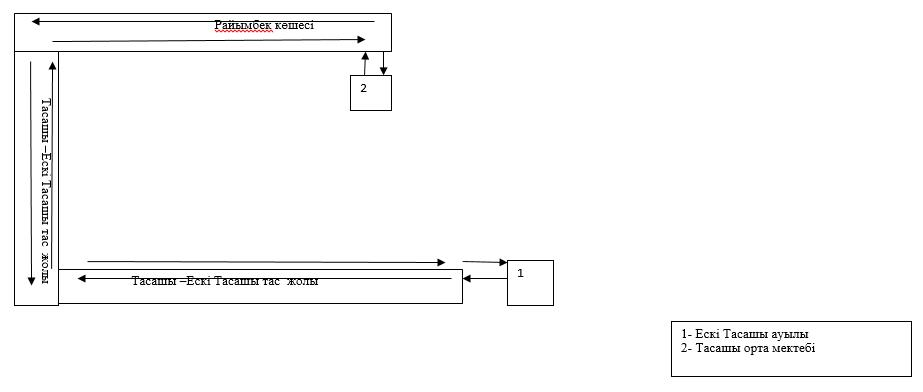 Райымбек көшесі
2
Тасашы –Ескі Тасашы тас жолы
1
Тасашы –Ескі Тасашы тас жолы
1- Ескі Тасашы ауылы
2- Тасашы орта мектебі